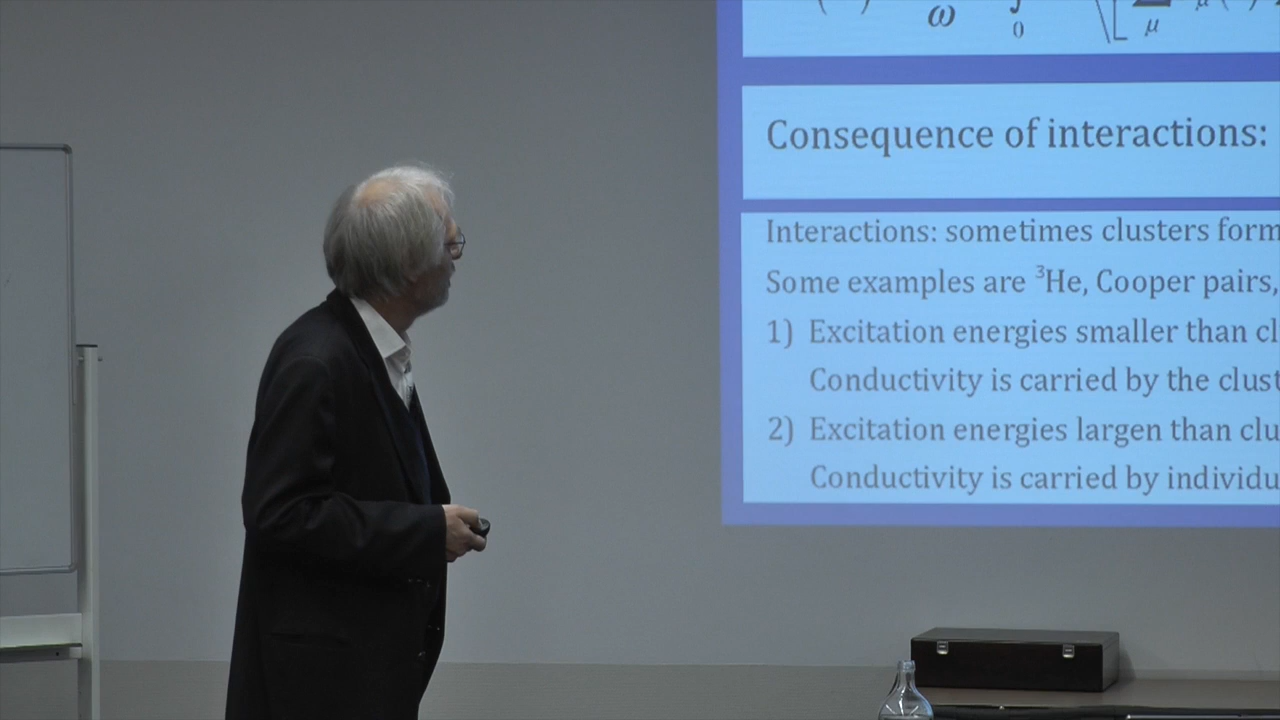 ω 0 μ
Consequence of interactions:
Interactions: sometimes clusters form
Some examples are ³He, Cooper pairs,
1) Excitation energies smaller than cl
Conductivity is carried by the clust
2) Excitation energies largen than clu
Conductivity is carried by individu